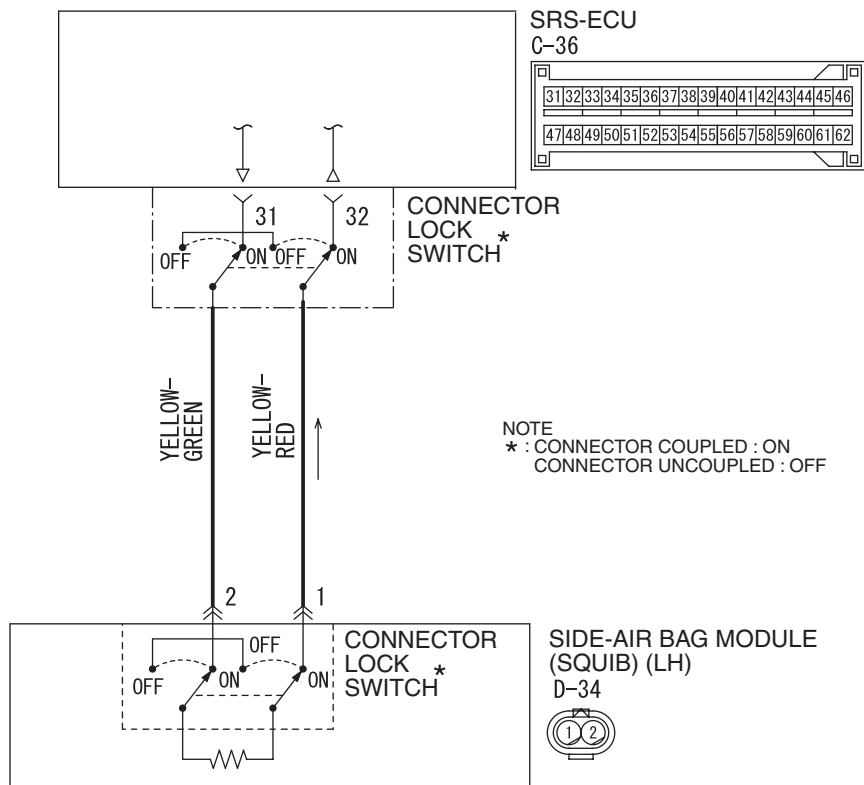 SRS-ECU
C-36
31 32 33 34 35 36 37 38 39 40 41 42 43 44 45 46
47 48 49 50 51 52 53 54 55 56 57 58 59 60 61 62
31 32
CONNECTOR
LOCK
SWITCH*
OFF ON OFF ON
YELLOW-
GREEN
YELLOW-
RED
NOTE
* : CONNECTOR COUPLED : ON
CONNECTOR UNCOUPLED : OFF
2 1
CONNECTOR
LOCK
SWITCH*
OFF ON OFF ON
SIDE-AIR BAG MODULE
(SQUIB) (LH)
D-34
1 2